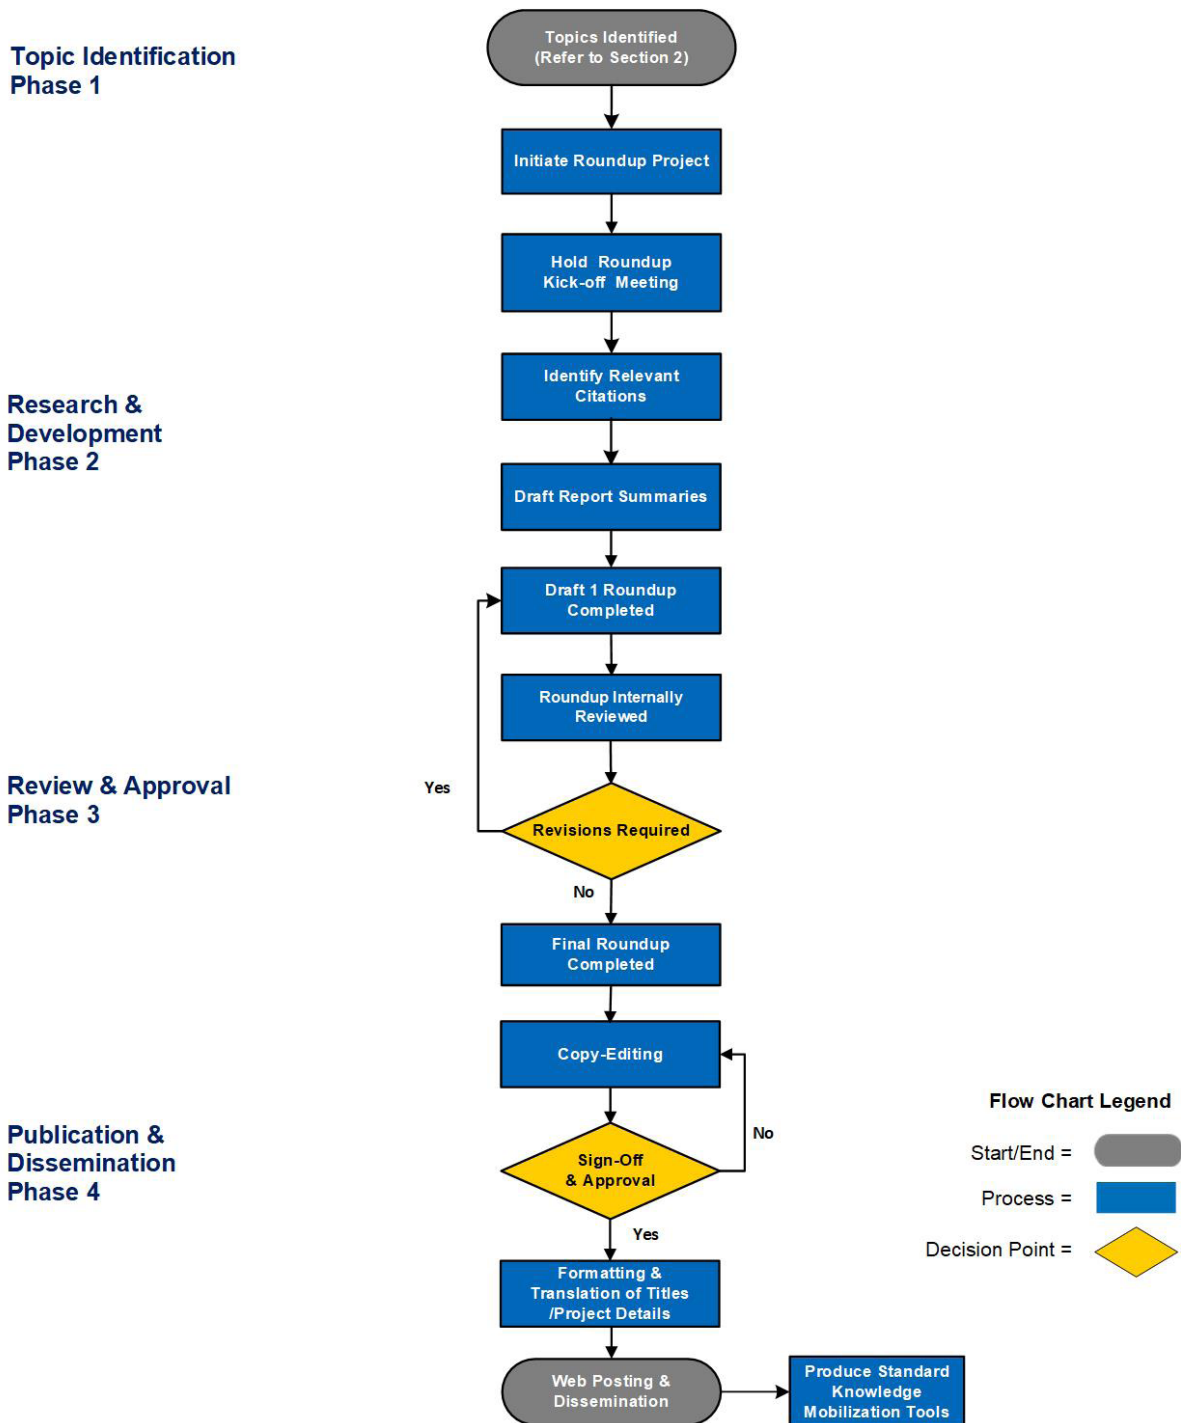 Topic Identification
Phase 1
Topics Identified
(Refer to Section 2)
Initiate Roundup Project
Hold Roundup
Kick-off Meeting
Research &
Development
Phase 2
Identify Relevant
Citations
Draft Report Summaries
Draft 1 Roundup
Completed
Roundup Internally
Reviewed
Review & Approval
Phase 3
Yes
Revisions Required
No
Final Roundup
Completed
Copy-Editing
Publication &
Dissemination
Phase 4
No
Sign-Off
& Approval
Yes
Formatting &
Translation of Titles
/Project Details
Web Posting &
Dissemination
Produce Standard
Knowledge
Mobilization Tools
Flow Chart Legend
Start/End =
Process =
Decision Point =